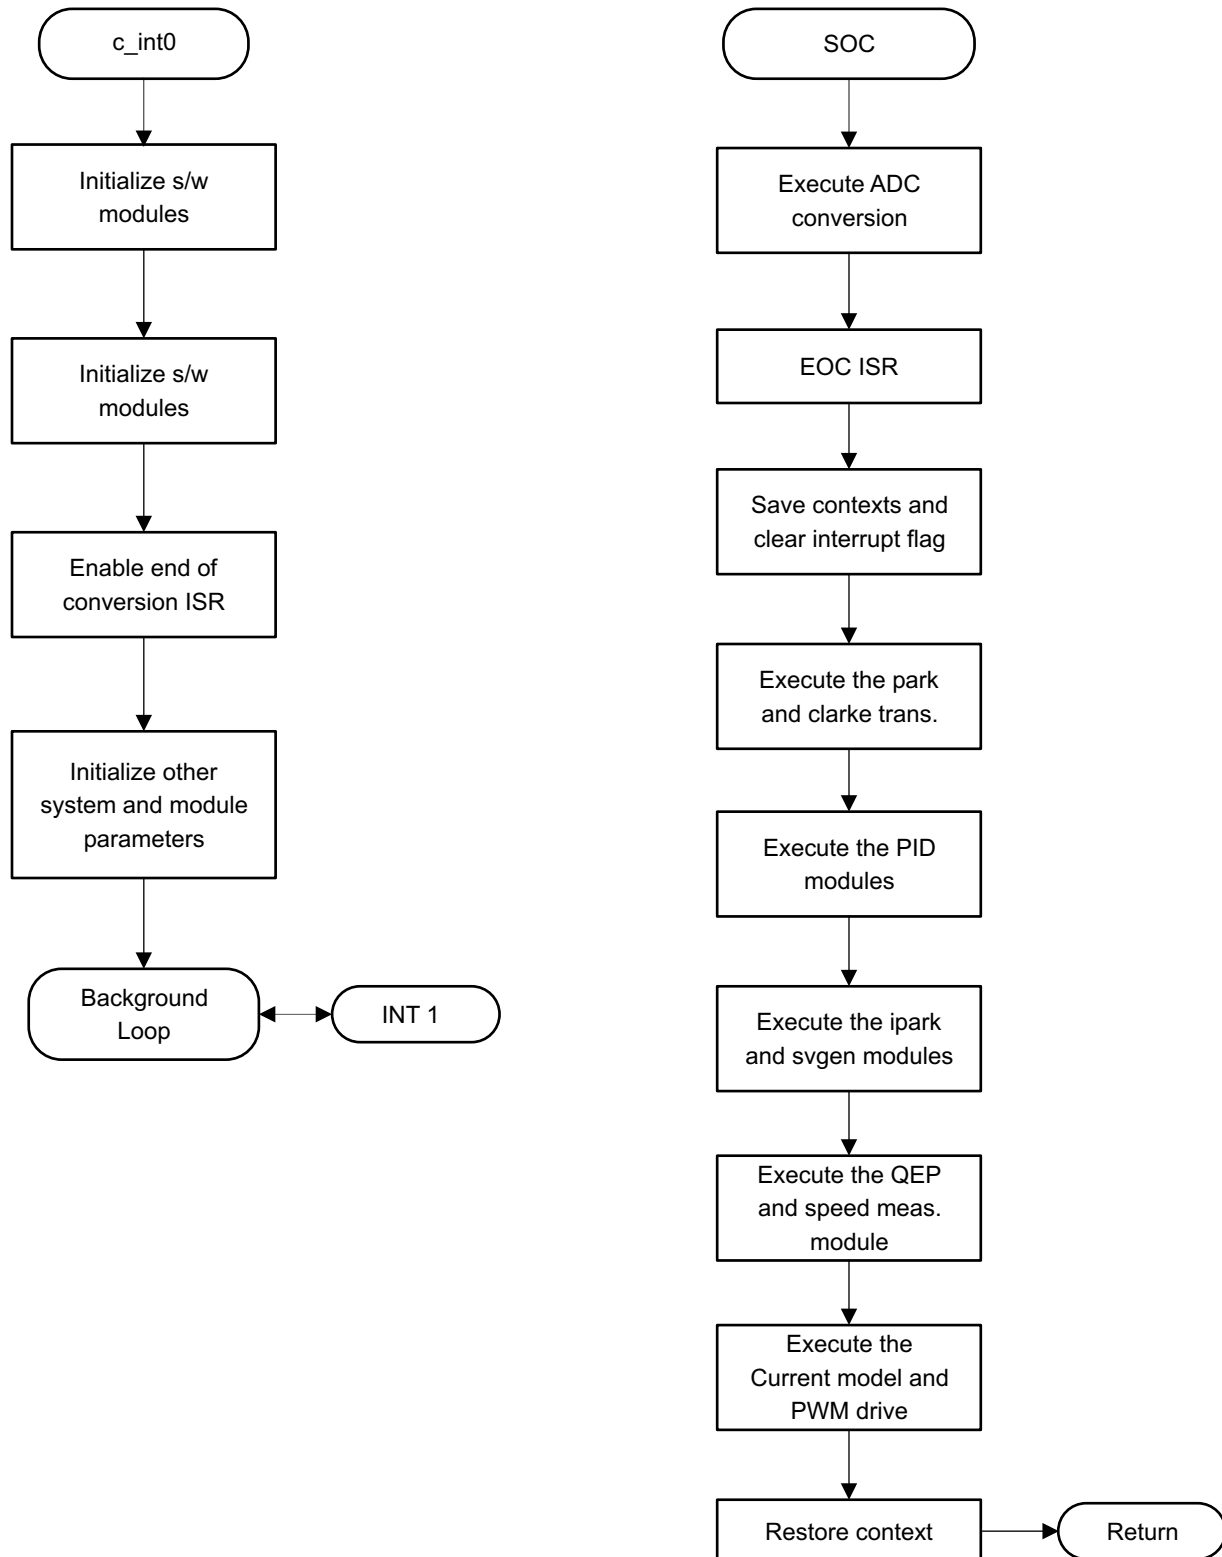 c_int0
Initialize s/w
modules
Initialize s/w
modules
Enable end of
conversion ISR
Initialize other
system and module
parameters
Background
Loop
INT 1
SOC
Execute ADC
conversion
EOC ISR
Save contexts and
clear interrupt flag
Execute the park
and clarke trans.
Execute the PID
modules
Execute the ipark
and svgen modules
Execute the QEP
and speed meas.
module
Execute the
Current model and
PWM drive
Restore context
Return